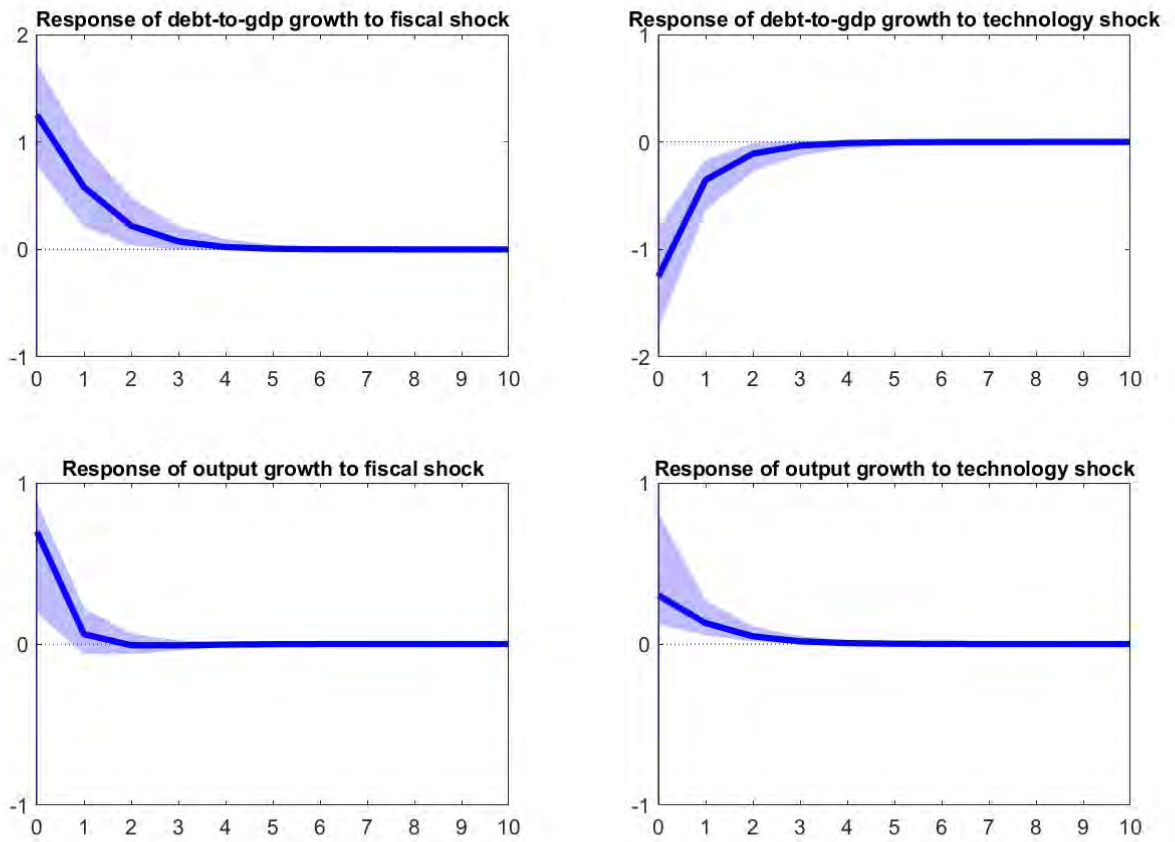 Response of debt-to-gdp growth to fiscal shock
2
1
0
-1
0 1 2 3 4 5 6 7 8 9 10
Response of debt-to-gdp growth to technology shock
1
0
-1
-2
0 1 2 3 4 5 6 7 8 9 10
Response of output growth to fiscal shock
1
0
-1
0 1 2 3 4 5 6 7 8 9 10
Response of output growth to technology shock
1
0
-1
0 1 2 3 4 5 6 7 8 9 10